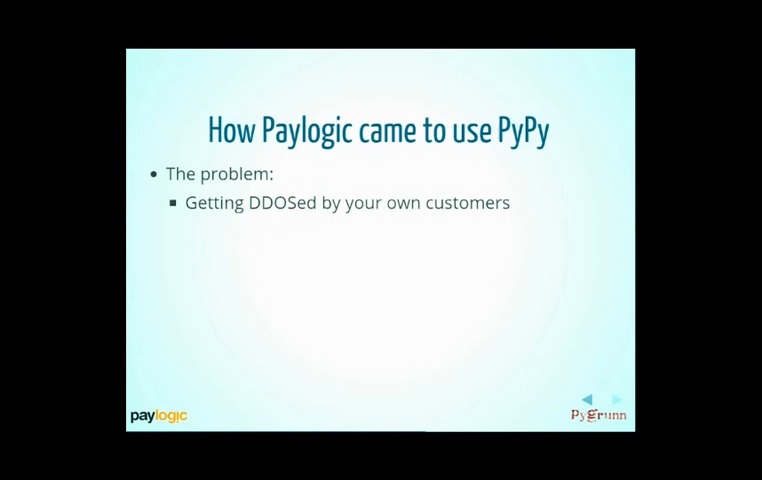 How Paylogic came to use PyPy
The problem:
Getting DDOSed by your own customers
paylogic
Pygrunn